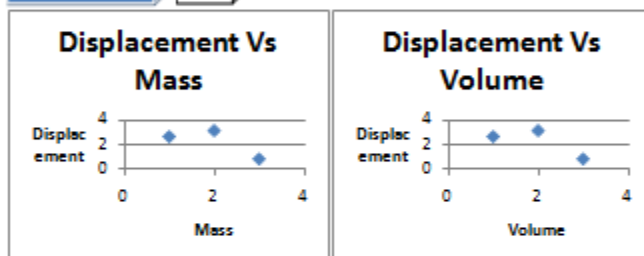 Displacement Vs
Mass
4
Displac
2
ement
0
0 2 4
Mass
Displacement Vs
Volume
4
Displac
2
ement
0
0 2 4
Volume